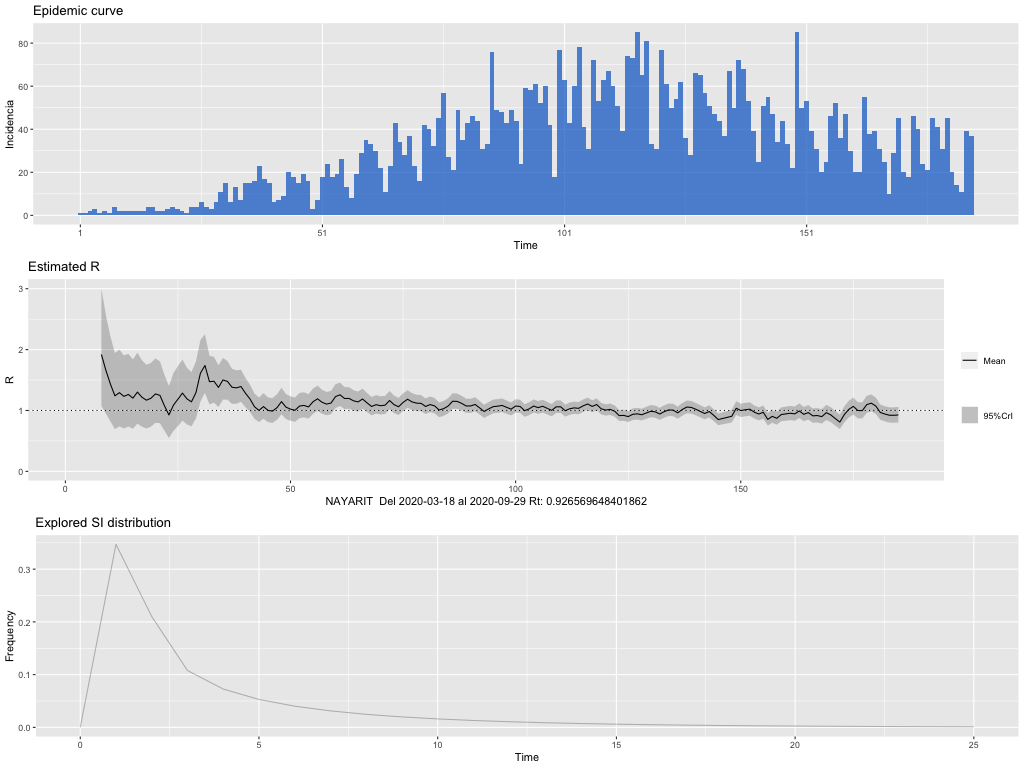 Epidemic curve
80
60
40
20
0
Incidencia
1
51
101
151
Time
Estimated R
3
2
1
0
R
0
50
100
150
NAYARIT Del 2020-03-18 al 2020-09-29 Rt: 0.926569648401862
Mean
95%CrI
Explored SI distribution
0.3
0.2
0.1
0.0
Frequency
0
5
10
15
20
25
Time